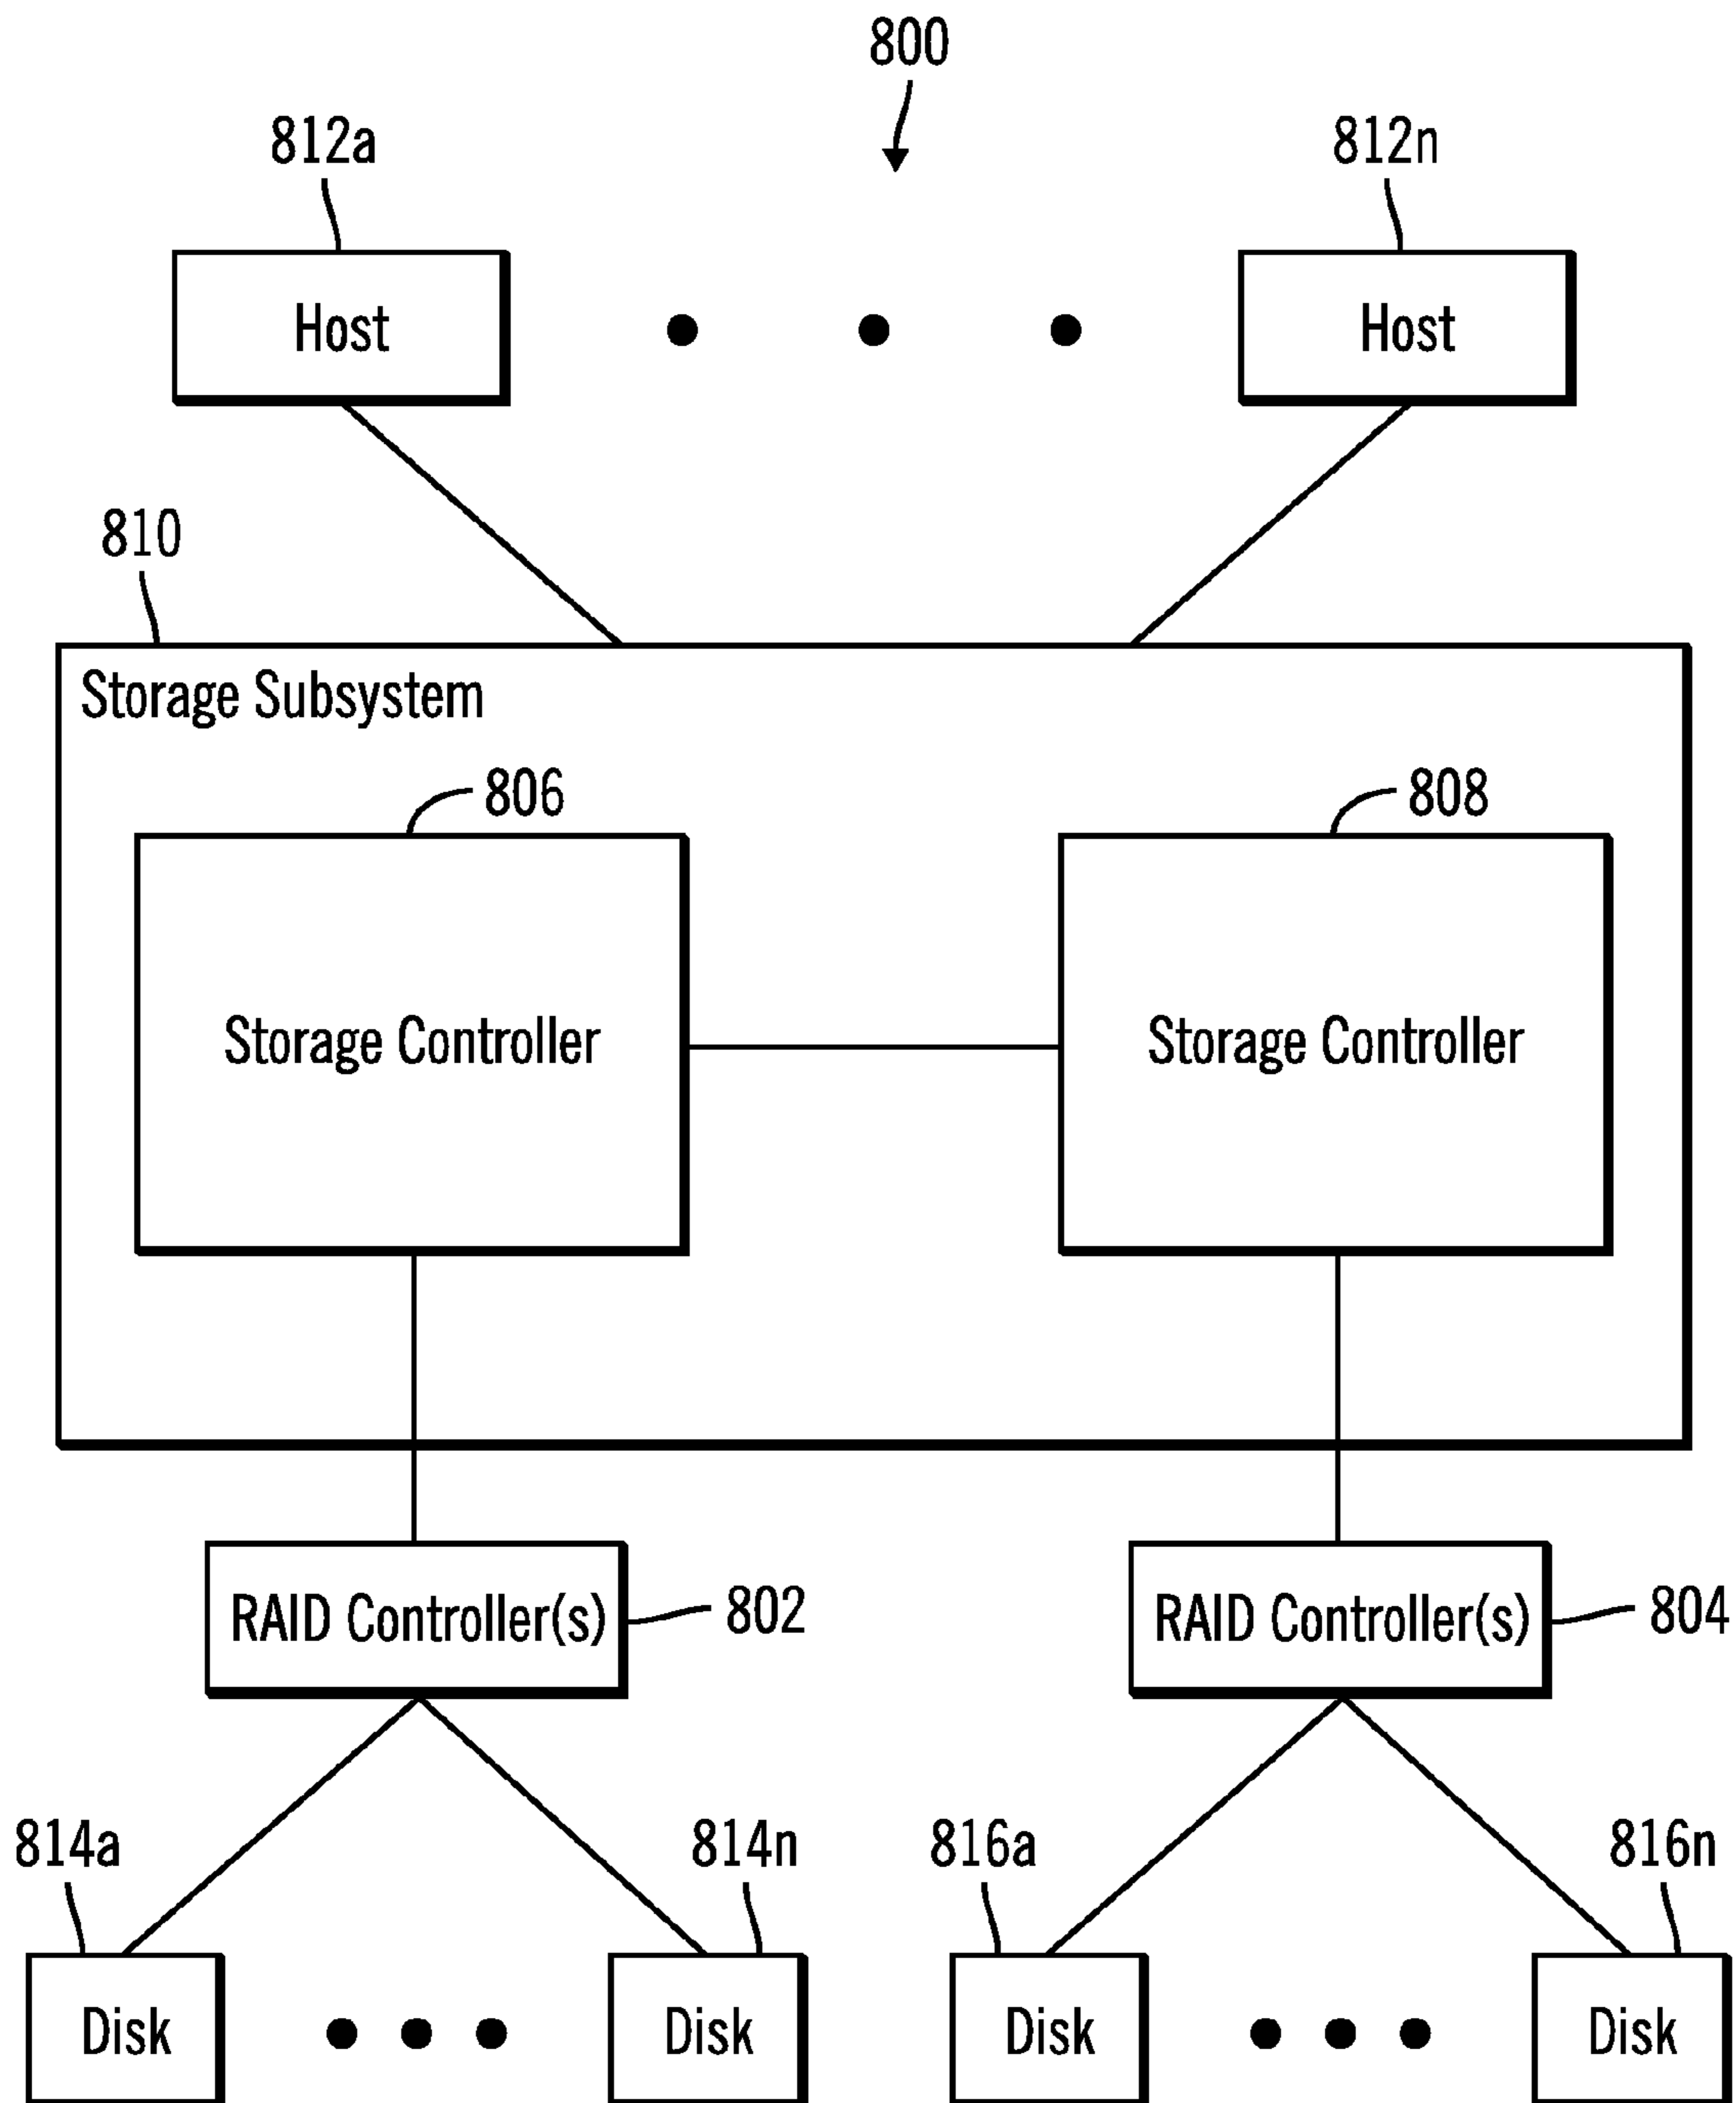 800
812a
812n
Host
Host
810
Storage Subsystem
806
808
Storage Controller
Storage Controller
RAID Controller(s)
802
RAID Controller(s)
804
814a
814n
816a
816n
Disk
Disk
Disk
Disk